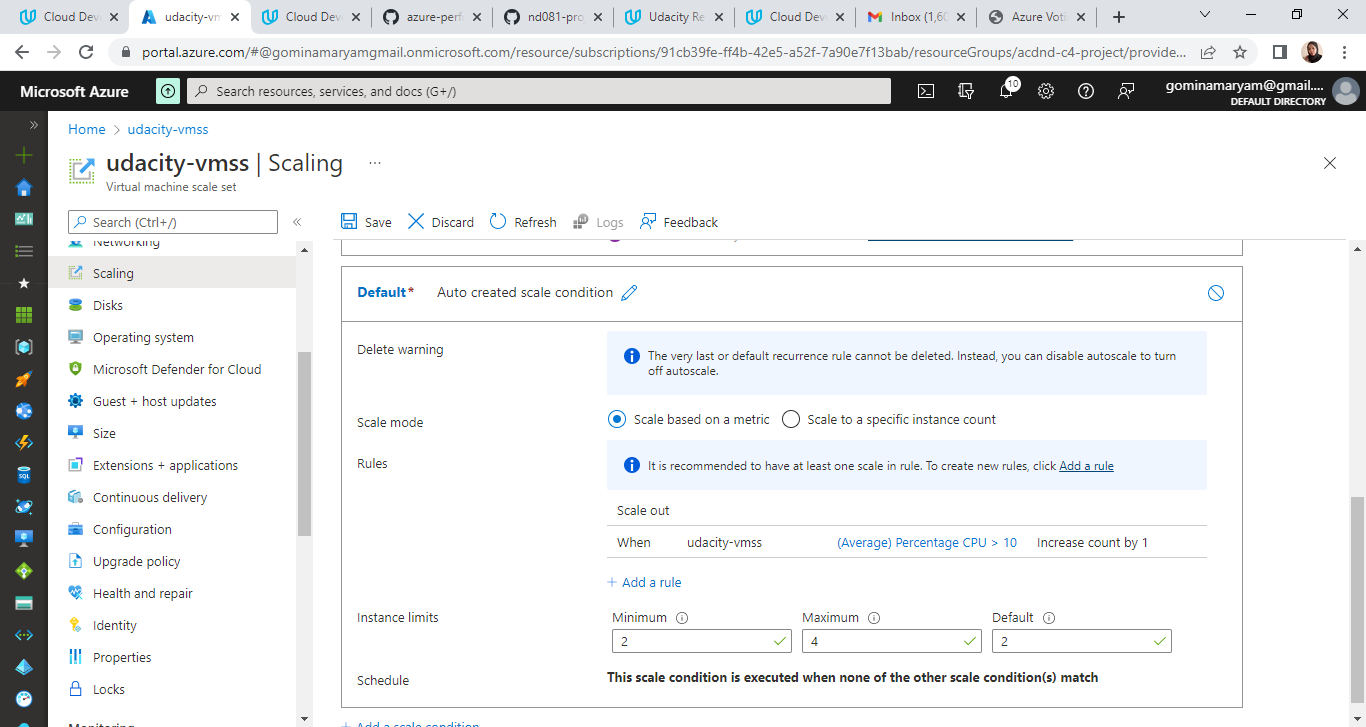 Cloud Deve
udacity-vm
Cloud Deve
azure-perf
nd081-pro
Udacity Re
Cloud Deve
Inbox (1,60
Azure Voti
portal.azure.com/#@gominamaryamgmail.onmicrosoft.com/resource/subscriptions/91cb39fe-ff4b-42e5-a52f-7a90e7f13bab/resourceGroups/acdnd-c4-project/provide...
Microsoft Azure
Search resources, services, and docs (G+/)
10
gominamaryam@gmail....
DEFAULT DIRECTORY
Home > udacity-vmss
udacity-vmss | Scaling ...
Virtual machine scale set
Search (Ctrl+/)
Save Discard Refresh Logs Feedback
Networking
Scaling
Disks
Operating system
Microsoft Defender for Cloud
Guest + host updates
Size
Extensions + applications
Continuous delivery
Configuration
Upgrade policy
Health and repair
Identity
Properties
Locks
Monitoring
SQL
Default* Auto created scale condition
Delete warning
The very last or default recurrence rule cannot be deleted. Instead, you can disable autoscale to turn
off autoscale.
Scale mode
Scale based on a metric Scale to a specific instance count
Rules
It is recommended to have at least one scale in rule. To create new rules, click Add a rule
Scale out
When udacity-vmss (Average) Percentage CPU > 10 Increase count by 1
+ Add a rule
Instance limits
Minimum Maximum Default
2 4 2
Schedule
This scale condition is executed when none of the other scale condition(s) match
+ Add a scale condition